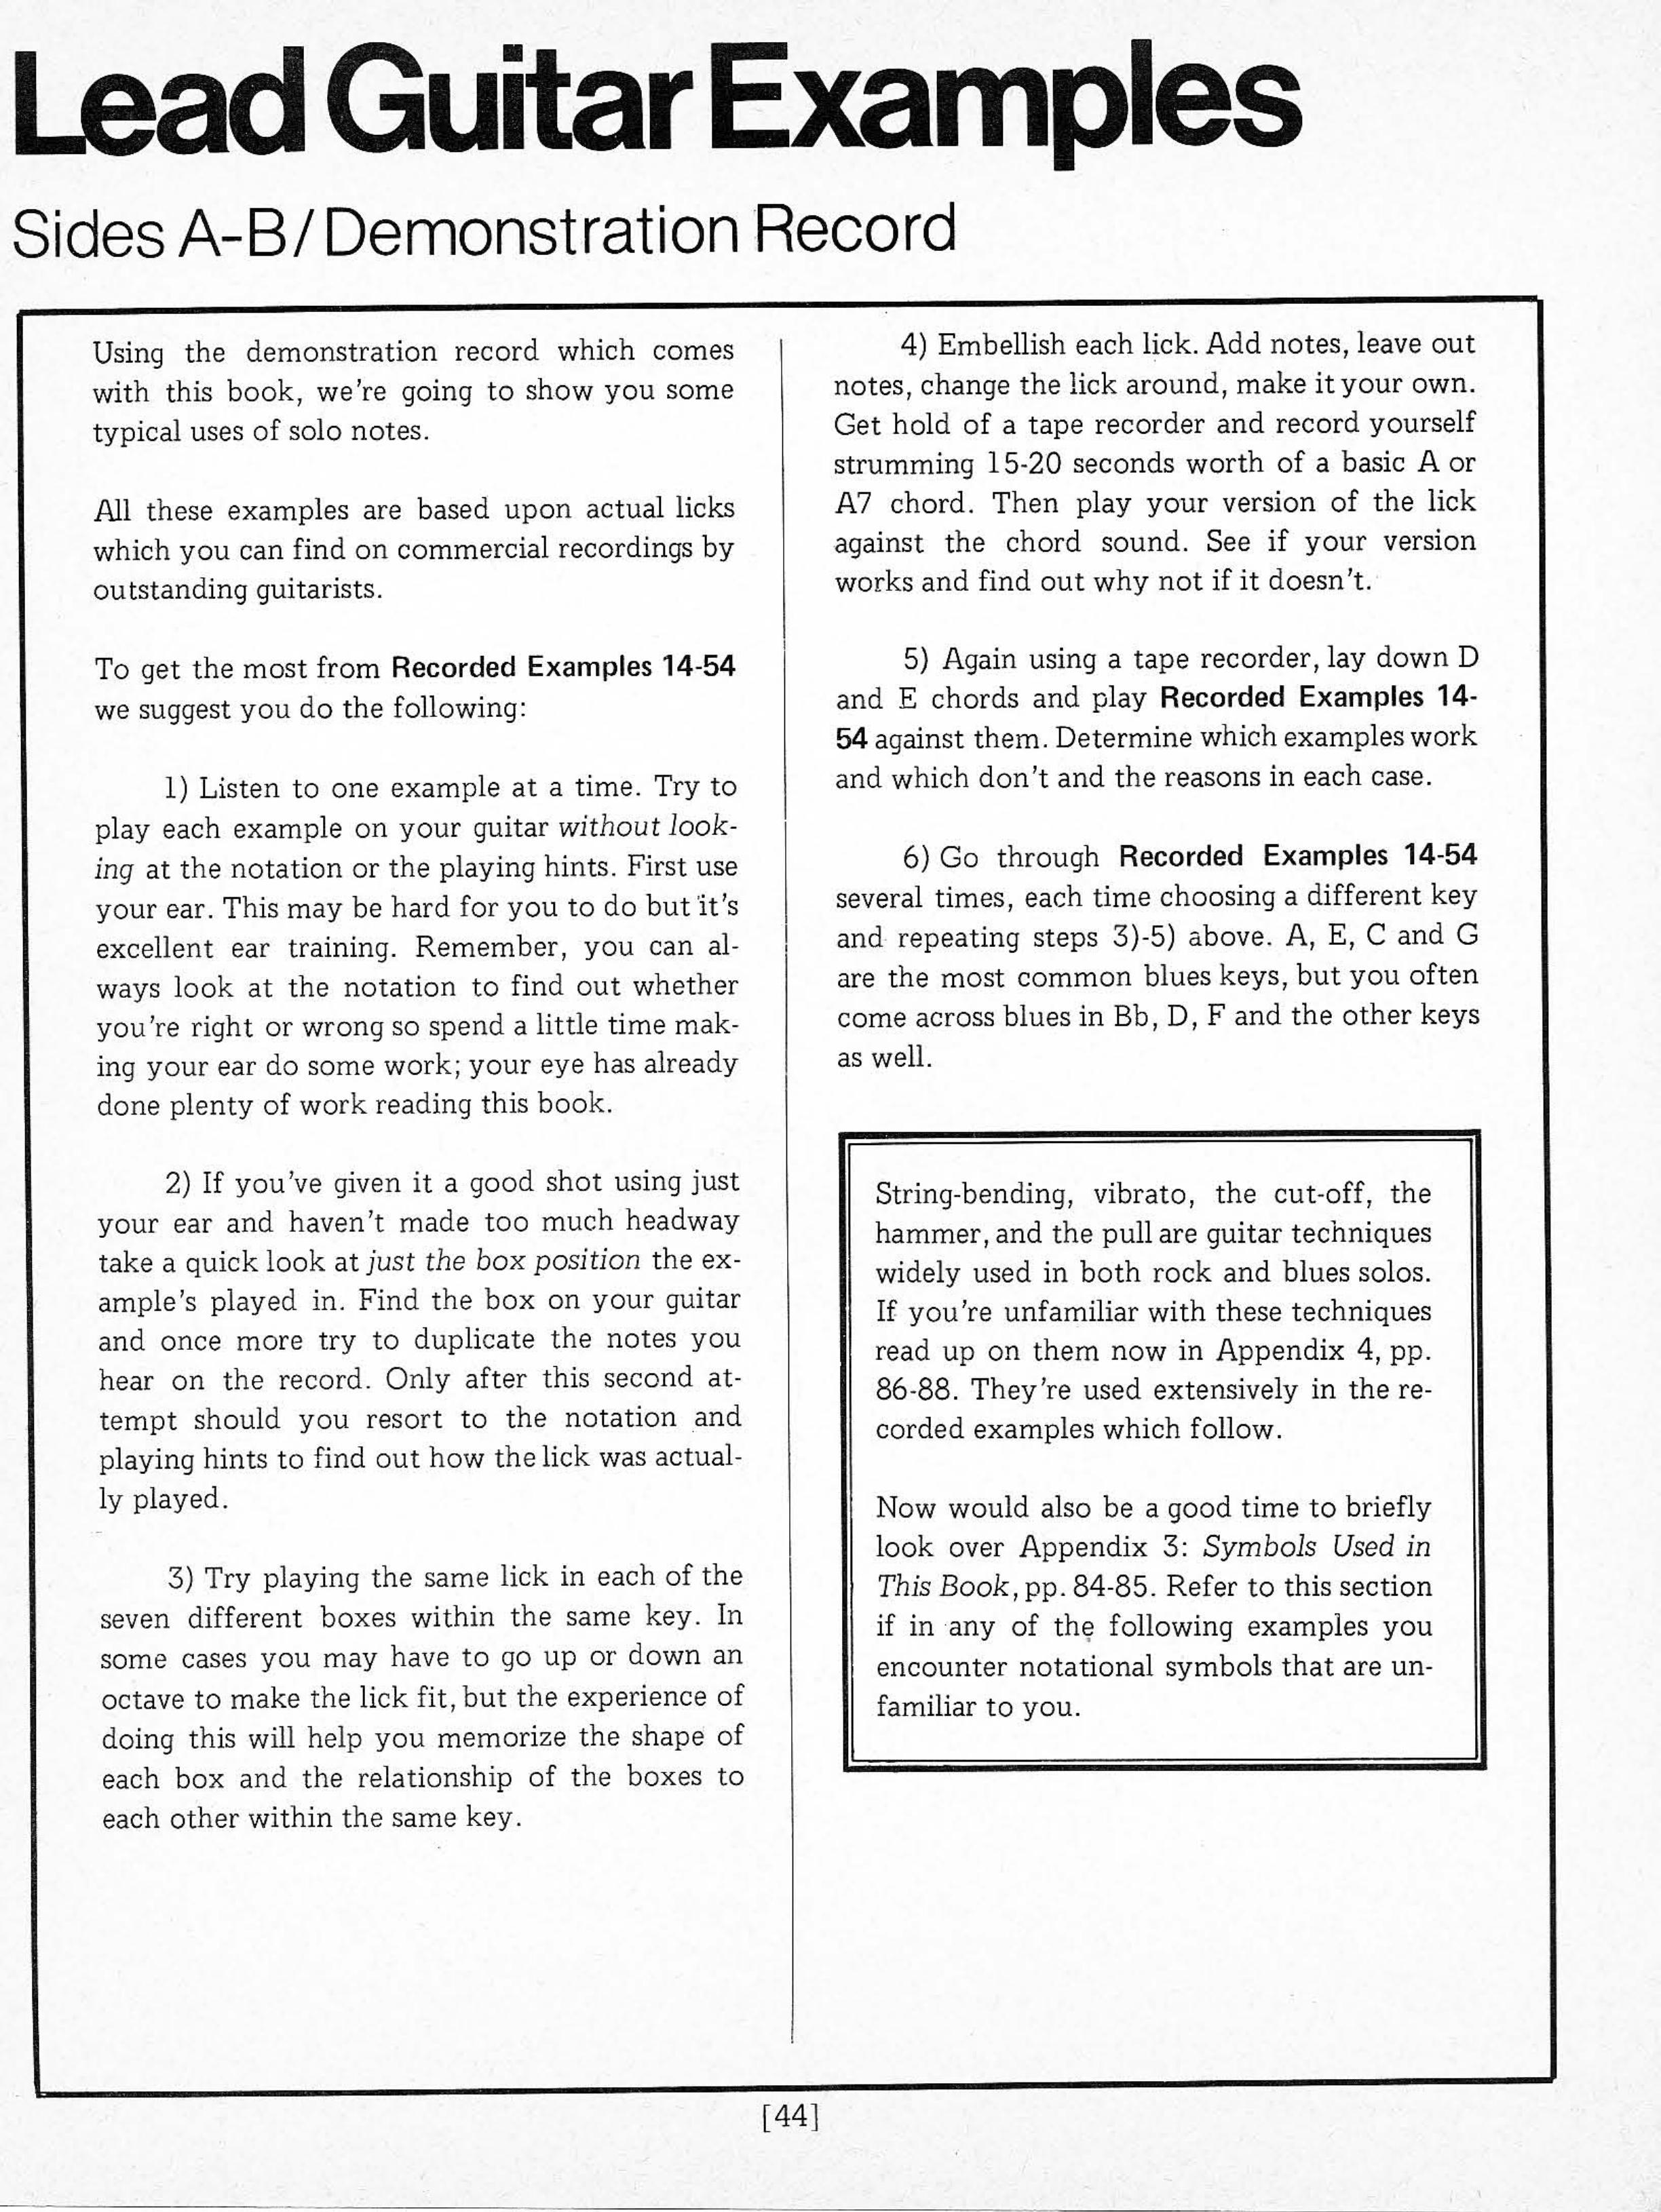 Lead Guitar Examples
Sides A-B/Demonstration Record
Using the demonstration record which comes
with this book, we're going to show you some
typical uses of solo notes.
All these examples are based upon actual licks
which you can find on commercial recordings by
outstanding guitarists.
To get the most from Recorded Examples 14-54
we suggest you do the following:
1) Listen to one example at a time. Try to
play each example on your guitar without look-
ing at the notation or the playing hints. First use
your ear. This may be hard for you to do but it's
excellent ear training. Remember, you can al-
ways look at the notation to find out whether
you're right or wrong so spend a little time mak-
ing your ear do some work; your eye has already
done plenty of work reading this book.
2) If you've given it a good shot using just
your ear and haven't made too much headway
take a quick look at just the box position the ex-
ample's played in. Find the box on your guitar
and once more try to duplicate the notes you
hear on the record. Only after this second at-
tempt should you resort to the notation and
playing hints to find out how the lick was actual-
ly played.
3) Try playing the same lick in each of the
seven different boxes within the same key. In
some cases you may have to go up or down an
octave to make the lick fit, but the experience of
doing this will help you memorize the shape of
each box and the relationship of the boxes to
each other within the same key.
4) Embellish each lick. Add notes, leave out
notes, change the lick around, make it your own.
Get hold of a tape recorder and record yourself
strumming 15-20 seconds worth of a basic A or
A7 chord. Then play your version of the lick
against the chord sound. See if your version
works and find out why not if it doesn't.
5) Again using a tape recorder, lay down D
and E chords and play Recorded Examples 14-
54 against them. Determine which examples work
and which don't and the reasons in each case.
6) Go through Recorded Examples 14-54
several times, each time choosing a different key
and repeating steps 3)-5) above. A, E, C and G
are the most common blues keys, but you often
come across blues in Bb, D, F and the other keys
as well.
String-bending, vibrato, the cut-off, the
hammer, and the pull are guitar techniques
widely used in both rock and blues solos.
If you're unfamiliar with these techniques
read up on them now in Appendix 4, pp.
86-88. They're used extensively in the re-
corded examples which follow.
Now would also be a good time to briefly
look over Appendix 3: Symbols Used in
This Book, pp. 84-85. Refer to this section
if in any of the following examples you
encounter notational symbols that are un-
familiar to you.
[44]